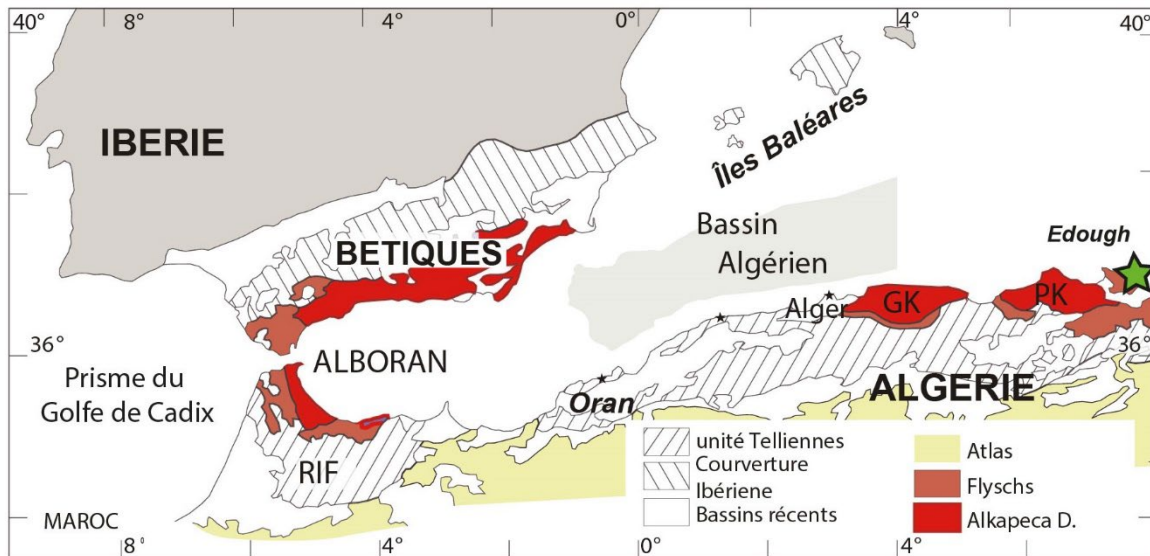 40° 8° 4° 0° 4° 40°
IBERIE
Îles Baléares
BETIQUES
Bassin
Algérien
Edough
Alger
GK
PK
36°
36°
ALBORAN
Prisme du
Golfe de Cadix
Oran
ALGERIE
RIF
MAROC
unité Telliennes
Courverture
Ibériene
Bassins récents
Atlas
Flyschs
Alkapeca D.
8° 4° 0° 4°